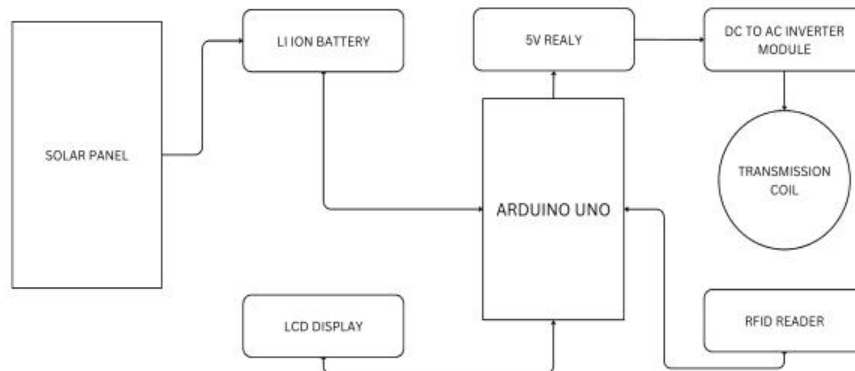 LI ION BATTERY
5V REALY
DC TO AC INVERTER
MODULE
SOLAR PANEL
TRANSMISSION
COIL
ARDUINO UNO
LCD DISPLAY
RFID READER